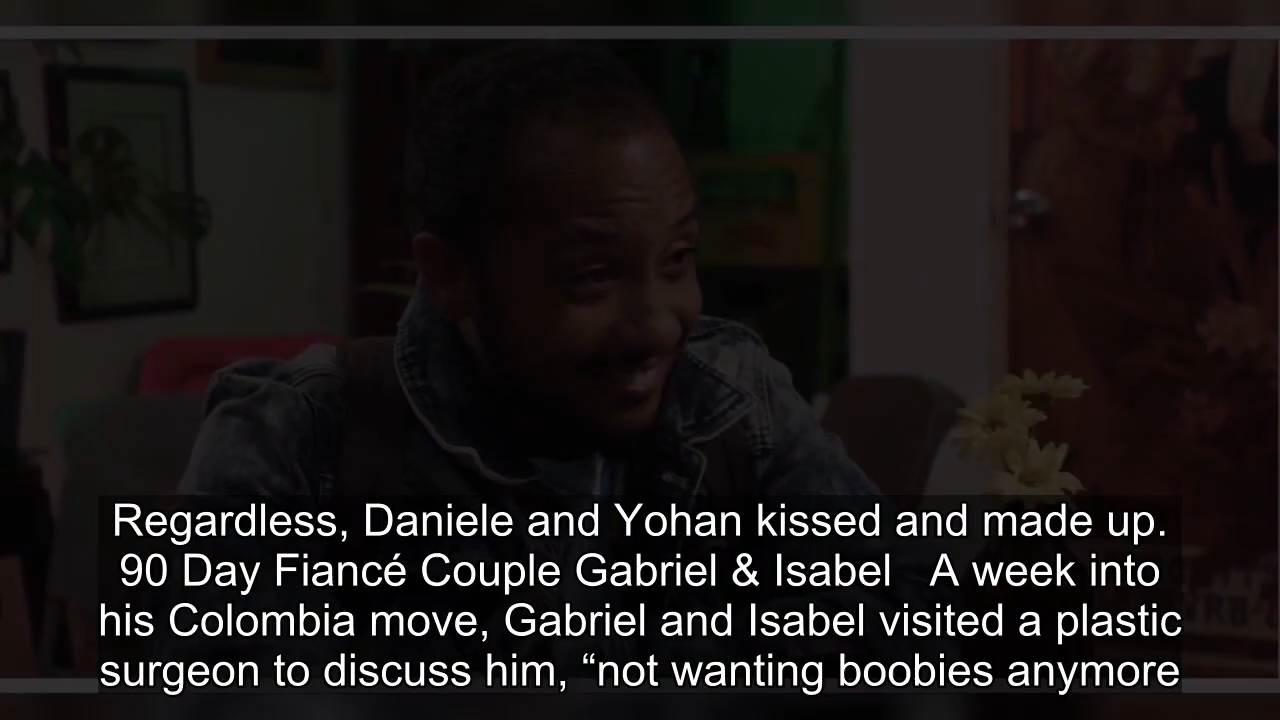 Regardless, Daniele and Yohan kissed and made up.
90 Day Fiancé Couple Gabriel & Isabel   A week into
his Colombia move, Gabriel and Isabel visited a plastic
surgeon to discuss him, “not wanting boobies anymore